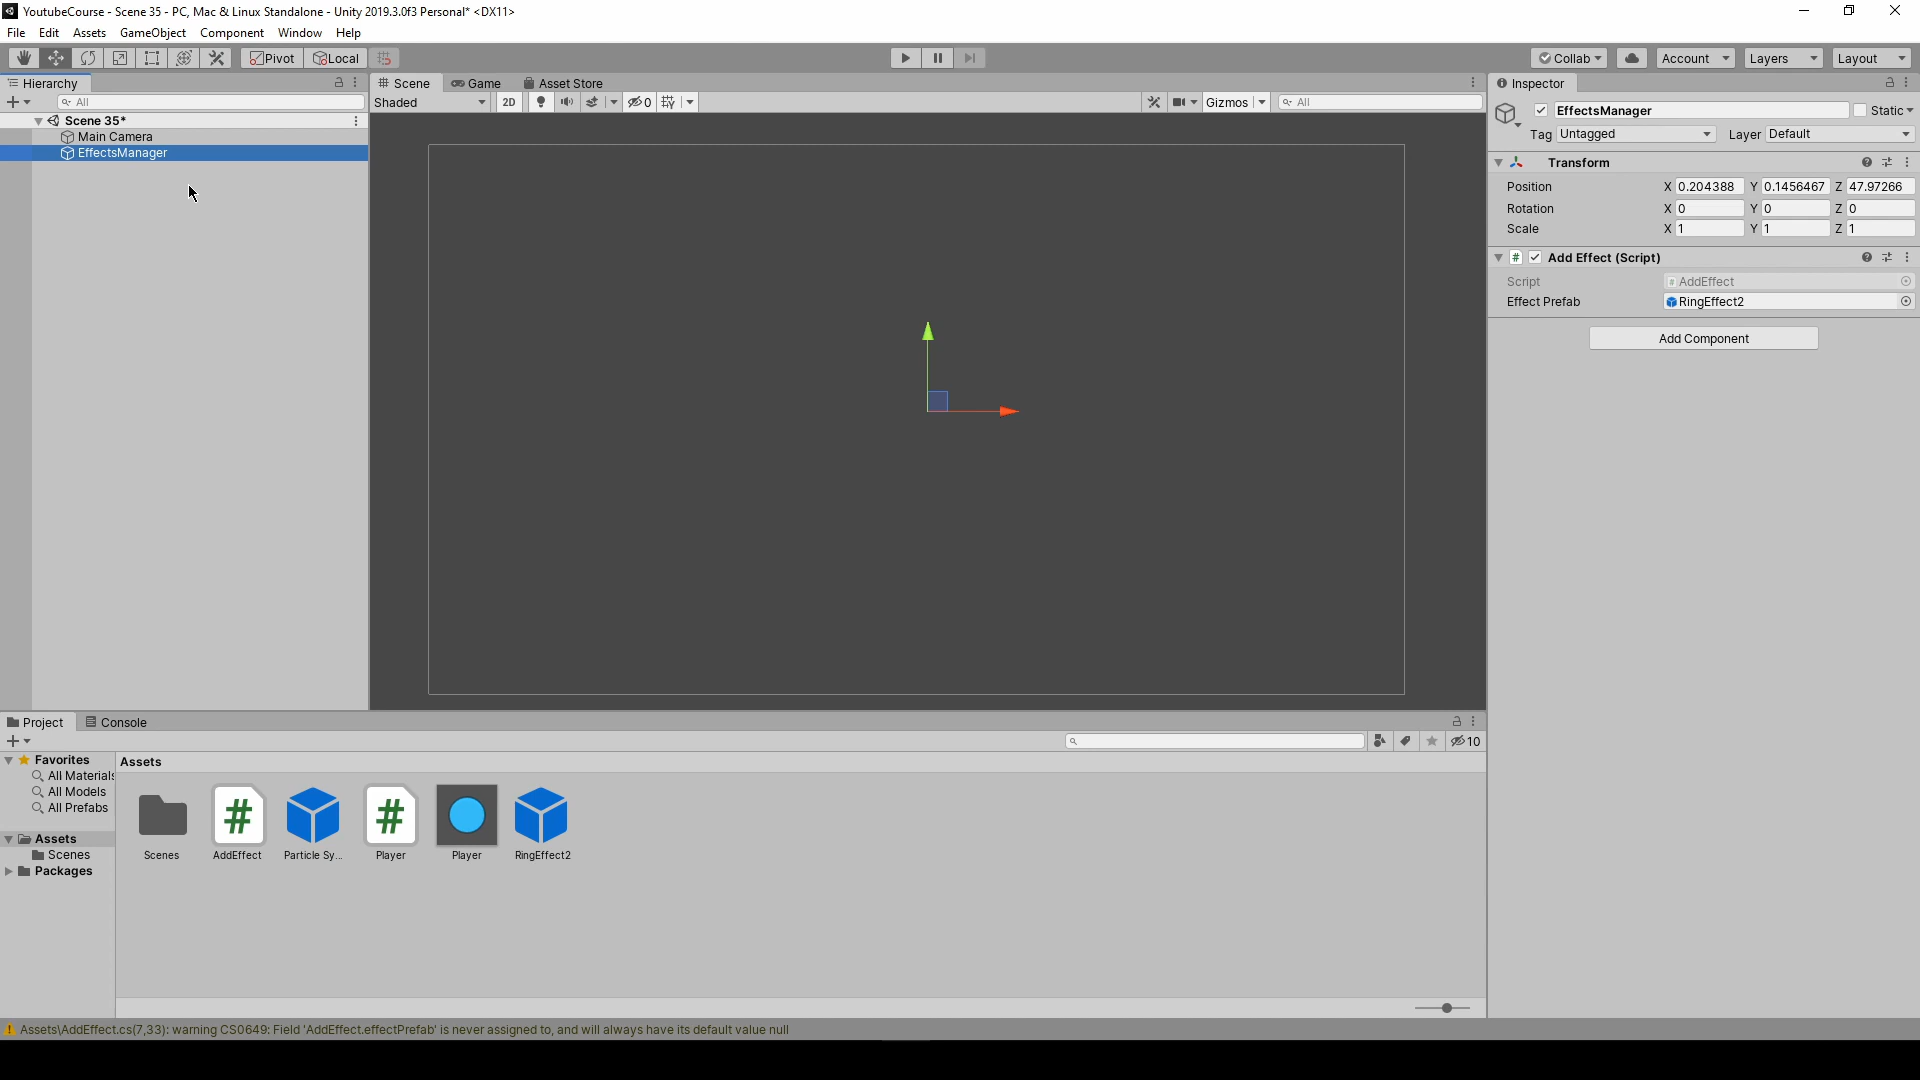 YoutubeCourse - Scene 35 - PC, Mac & Linux Standalone - Unity 2019.3.0f3 Personal* <DX11>
File Edit Assets GameObject Component Window Help
Pivot Local Collab Account Layers Layout
Hierarchy
All
Scene 35*
Main Camera
EffectsManager
Scene Game Asset Store
Shaded 2D 0 Gizmos All
Inspector
EffectsManager Static
Tag Untagged Layer Default
Transform
Position X 0.204388 Y 0.1456467 Z 47.97266
Rotation X 0 Y 0 Z 0
Scale X 1 Y 1 Z 1
# Add Effect (Script)
Script AddEffect
Effect Prefab RingEffect2
Add Component
Project Console
10
Favorites
All Materials
All Models
All Prefabs
Assets
Scenes
Packages
Assets
Scenes AddEffect Particle Sy... Player Player RingEffect2
Assets\AddEffect.cs(7,33): warning CS0649: Field 'AddEffect.effectPrefab' is never assigned to, and will always have its default value null